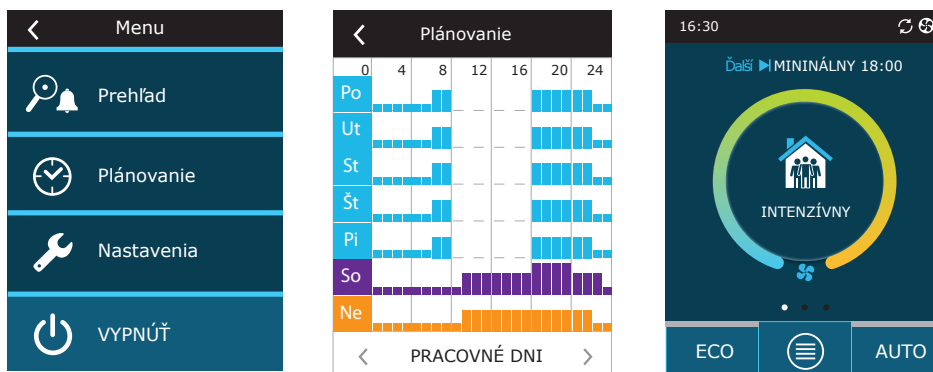 Menu
Prehľad
Plánovanie
Nastavenia
VYPNÚŤ
Plánovanie
0 4 8 12 16 20 24
Po
Ut
St
Št
Pi
So
Ne
PRACOVNÉ DNI
16:30
Ďalší MININÁLNY 18:00
INTENZÍVNY
ECO
AUTO